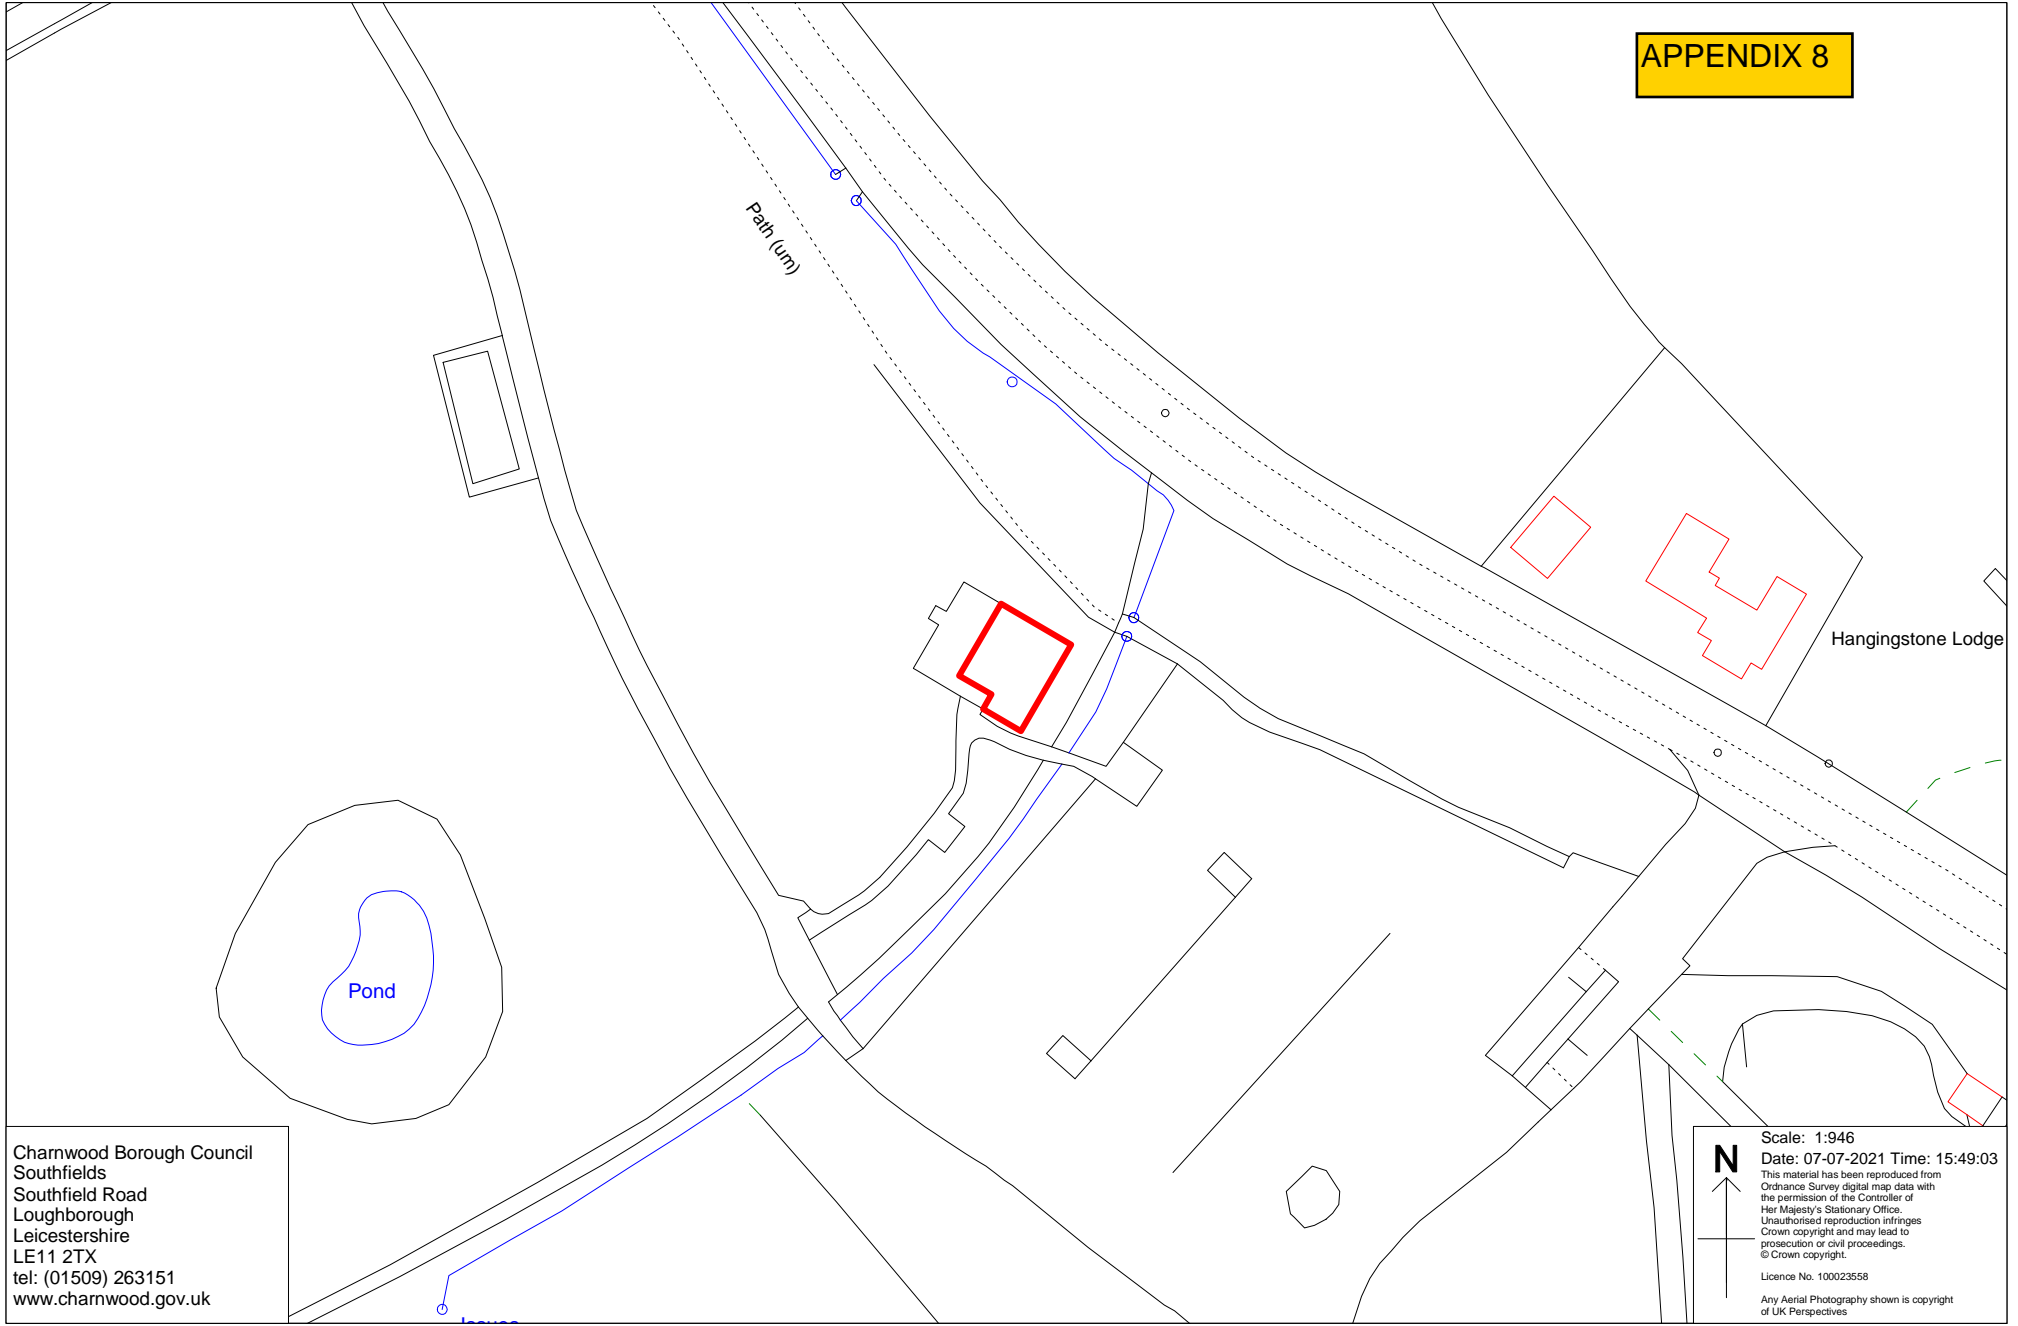 APPENDIX 8
Path (um)
Hangingstone Lodge
Pond
Charnwood Borough Council
Southfields
Southfield Road
Loughborough
Leicestershire
LE11 2TX
tel: (01509) 263151
www.charnwood.gov.uk
N
Scale: 1:946
Date: 07-07-2021 Time: 15:49:03
This material has been reproduced from
Ordnance Survey digital map data with
the permission of the Controller of
Her Majesty's Stationary Office.
Unauthorised reproduction infringes
Crown copyright and may lead to
prosecution or civil proceedings.
© Crown copyright.
Licence No. 100023558
Any Aerial Photography shown is copyright
of UK Perspectives